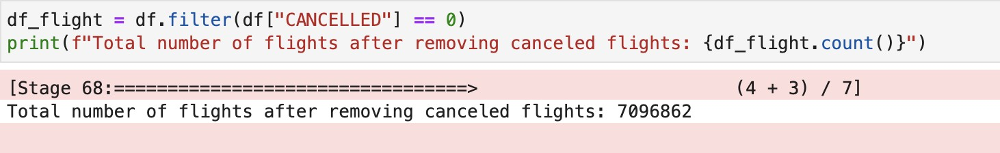 df_flight = df.filter(df["CANCELLED"] == 0)
print(f"Total number of flights after removing canceled flights: {df_flight.count()}")
[Stage 68:=================================>                        (4 + 3) / 7]
Total number of flights after removing canceled flights: 7096862